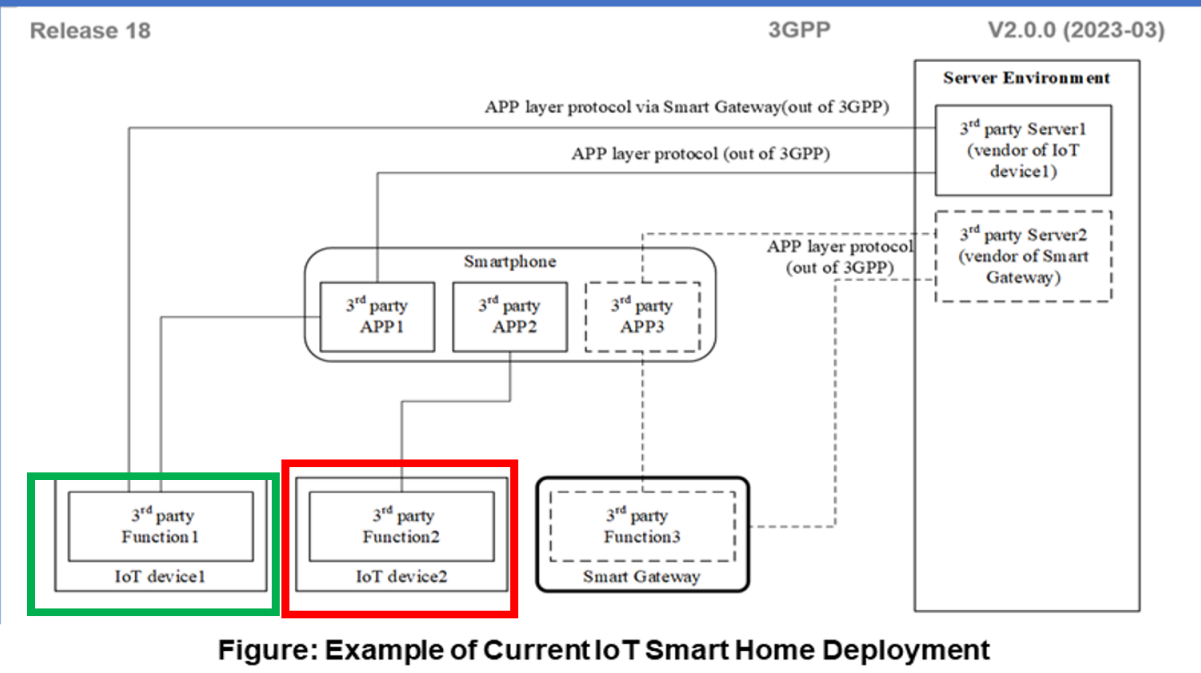 Release 18 3GPP V2.0.0 (2023-03)
Server Environment
APP layer protocol via Smart Gateway(out of 3GPP)
3rd party Server1
(vendor of IoT
device1)
APP layer protocol (out of 3GPP)
3rd party Server2
(vendor of Smart
Gateway)
APP layer protocol
(out of 3GPP)
Smartphone
3rd party
APP1
3rd party
APP2
3rd party
APP3
3rd party
Function1
IoT device1
3rd party
Function2
IoT device2
3rd party
Function3
Smart Gateway
Figure: Example of Current IoT Smart Home Deployment